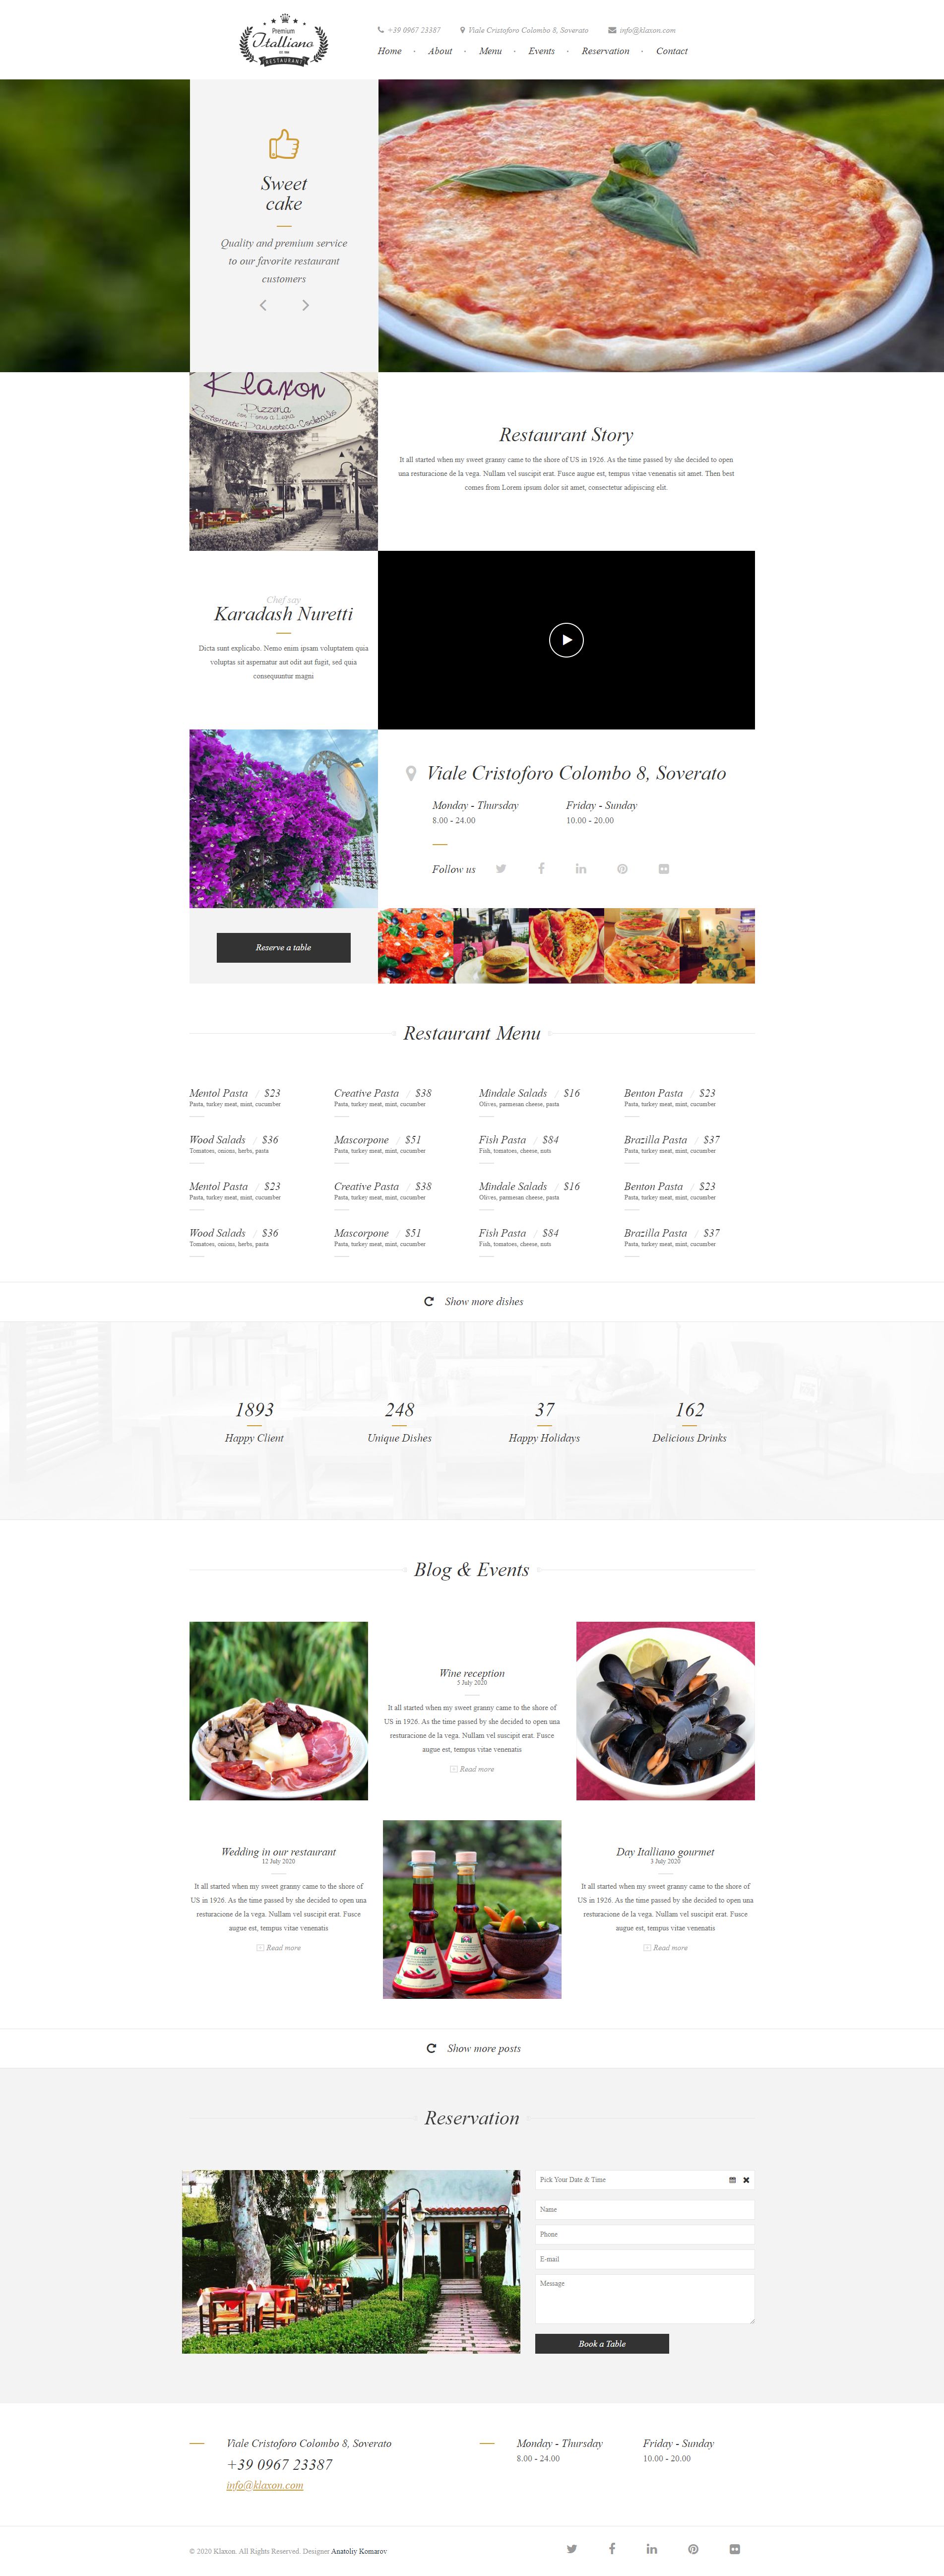 Premium
Italliano
RESTAURANT
+39 0967 23387 Viale Cristoforo Colombo 8, Soverato info@klaxon.com
Home · About · Menu · Events · Reservation · Contact
Sweet
cake
Quality and premium service
to our favorite restaurant
customers
Klaxon
Pizzeria
con Forno a Legna
Ristorante-Paninoteca-Cocktails
Restaurant Story
It all started when my sweet granny came to the shore of US in 1926. As the time passed by she decided to open
una resturacione de la vega. Nullam vel suscipit erat. Fusce augue est, tempus vitae venenatis sit amet. Then best
comes from Lorem ipsum dolor sit amet, consectetur adipiscing elit.
Chef say
Karadash Nuretti
Dicta sunt explicabo. Nemo enim ipsam voluptatem quia
voluptas sit aspernatur aut odit aut fugit, sed quia
consequuntur magni
Viale Cristoforo Colombo 8, Soverato
Monday - Thursday Friday - Sunday
8.00 - 24.00 10.00 - 20.00
Follow us
Reserve a table
Restaurant Menu
Mentol Pasta / $23 Creative Pasta / $38 Mindale Salads / $16 Benton Pasta / $23
Pasta, turkey meat, mint, cucumber Pasta, turkey meat, mint, cucumber Olives, parmesan cheese, pasta Pasta, turkey meat, mint, cucumber
Wood Salads / $36 Mascorpone / $51 Fish Pasta / $84 Brazilla Pasta / $37
Tomatoes, onions, herbs, pasta Pasta, turkey meat, mint, cucumber Fish, tomatoes, cheese, nuts Pasta, turkey meat, mint, cucumber
Mentol Pasta / $23 Creative Pasta / $38 Mindale Salads / $16 Benton Pasta / $23
Pasta, turkey meat, mint, cucumber Pasta, turkey meat, mint, cucumber Olives, parmesan cheese, pasta Pasta, turkey meat, mint, cucumber
Wood Salads / $36 Mascorpone / $51 Fish Pasta / $84 Brazilla Pasta / $37
Tomatoes, onions, herbs, pasta Pasta, turkey meat, mint, cucumber Fish, tomatoes, cheese, nuts Pasta, turkey meat, mint, cucumber
Show more dishes
1893 248 37 162
Happy Client Unique Dishes Happy Holidays Delicious Drinks
Blog & Events
Wine reception
5 July 2020
It all started when my sweet granny came to the shore of
US in 1926. As the time passed by she decided to open una
resturacione de la vega. Nullam vel suscipit erat. Fusce
augue est, tempus vitae venenatis
Read more
Wedding in our restaurant
12 July 2020
It all started when my sweet granny came to the shore of
US in 1926. As the time passed by she decided to open una
resturacione de la vega. Nullam vel suscipit erat. Fusce
augue est, tempus vitae venenatis
Read more
Day Italliano gourmet
3 July 2020
It all started when my sweet granny came to the shore of
US in 1926. As the time passed by she decided to open una
resturacione de la vega. Nullam vel suscipit erat. Fusce
augue est, tempus vitae venenatis
Read more
Show more posts
Reservation
Pick Your Date & Time
Name
Phone
E-mail
Message
Book a Table
Viale Cristoforo Colombo 8, Soverato
+39 0967 23387
info@klaxon.com
Monday - Thursday Friday - Sunday
8.00 - 24.00 10.00 - 20.00
© 2020 Klaxon. All Rights Reserved. Designer Anatoliy Komarov